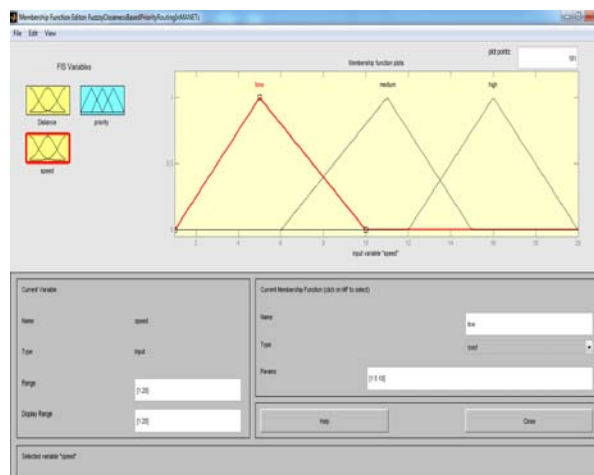 Membership Function Editor: FuzzyClosenessBasedPriorityRoutingInMANETs
File Edit View
FIS Variables
Distance
priority
speed
Membership function plots
plot points:
181
low
medium
high
1
0.5
0
2 4 6 8 10 12 14 16 18 20
input variable "speed"
Current Variable
Name speed
Type input
Range [1 20]
Display Range [1 20]
Current Membership Function (click on MF to select)
Name low
Type trimf
Params [1 5 10]
Help
Close
Selected variable "speed"